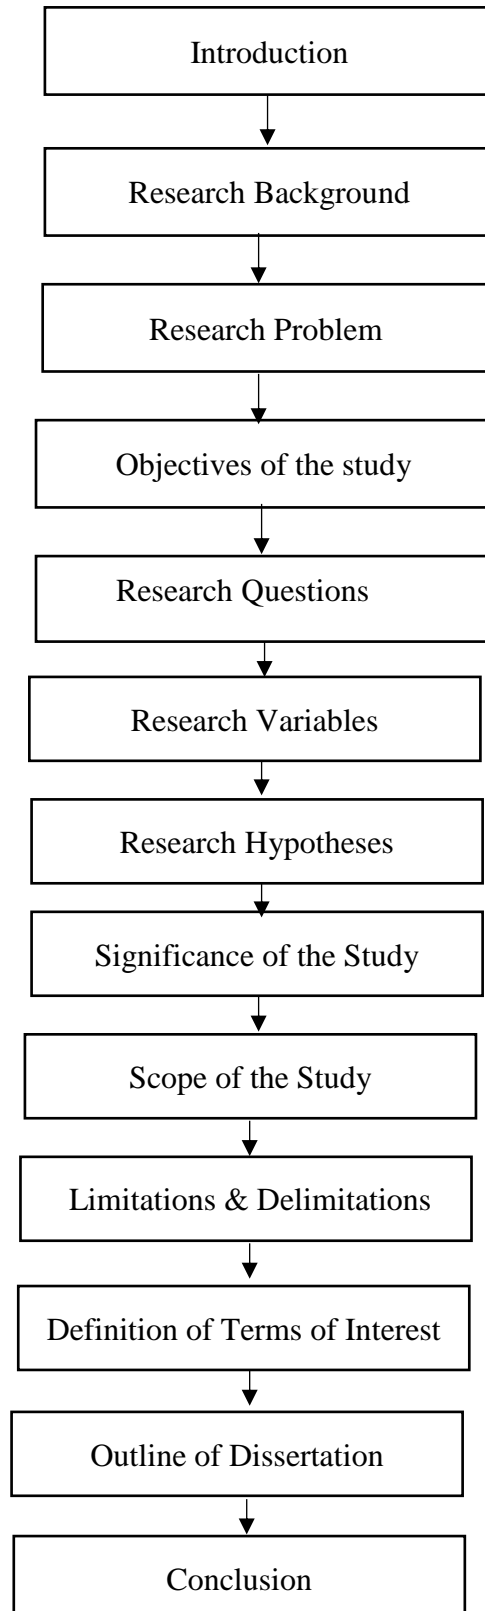 Introduction
Research Background
Research Problem
Objectives of the study
Research Questions
Research Variables
Research Hypotheses
Significance of the Study
Scope of the Study
Limitations & Delimitations
Definition of Terms of Interest
Outline of Dissertation
Conclusion